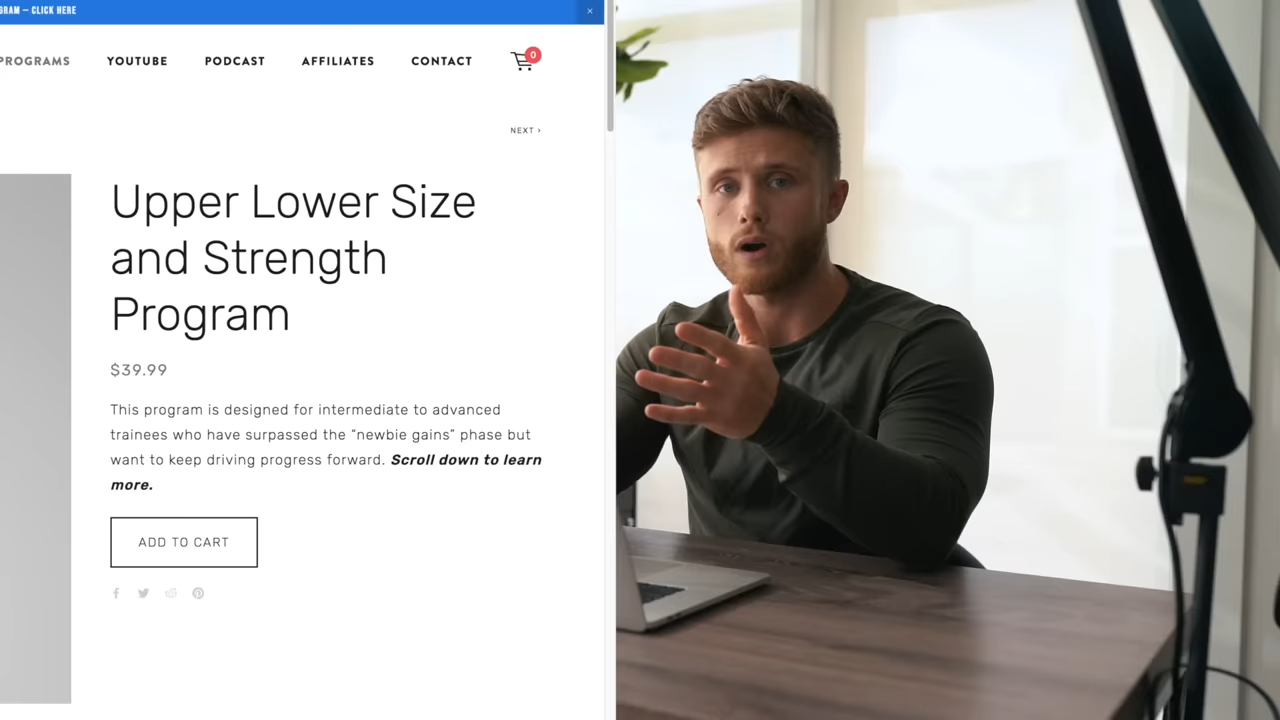 GRAM — CLICK HERE
×
PROGRAMS YOUTUBE PODCAST AFFILIATES CONTACT 0
NEXT ›
Upper Lower Size
and Strength
Program
$39.99
This program is designed for intermediate to advanced
trainees who have surpassed the “newbie gains” phase but
want to keep driving progress forward. Scroll down to learn
more.
ADD TO CART